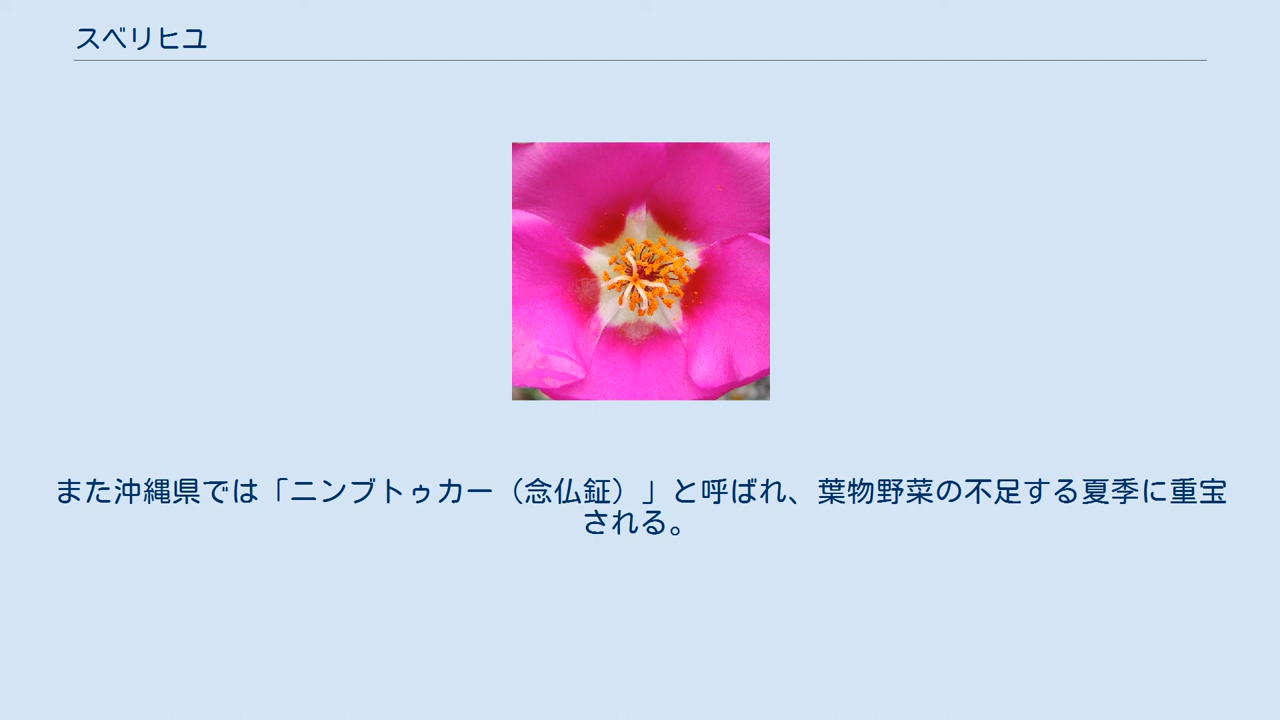 スベリヒユ
また沖縄県では「ニンブトゥカー（念仏鉦）」と呼ばれ、葉物野菜の不足する夏季に重宝
される。